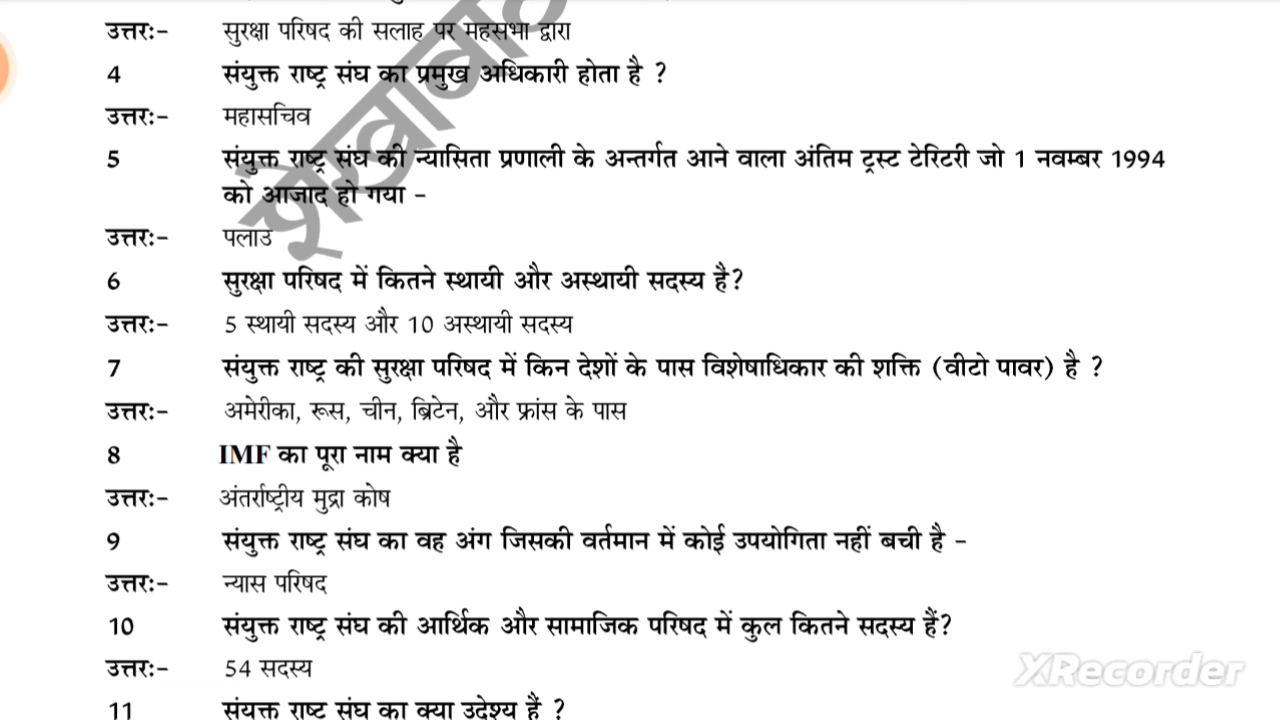 उत्तरः- सुरक्षा परिषद की सलाह पर महसभा द्वारा
4 संयुक्त राष्ट्र संघ का प्रमुख अधिकारी होता है ?
उत्तरः- महासचिव
5 संयुक्त राष्ट्र संघ की न्यासिता प्रणाली के अन्तर्गत आने वाला अंतिम ट्रस्ट टेरिटरी जो 1 नवम्बर 1994
को आजाद हो गया -
उत्तरः- पलाउ
6 सुरक्षा परिषद में कितने स्थायी और अस्थायी सदस्य है?
उत्तरः- 5 स्थायी सदस्य और 10 अस्थायी सदस्य
7 संयुक्त राष्ट्र की सुरक्षा परिषद में किन देशों के पास विशेषाधिकार की शक्ति (वीटो पावर) है ?
उत्तरः- अमेरीका, रूस, चीन, ब्रिटेन, और फ्रांस के पास
8 IMF का पूरा नाम क्या है
उत्तरः- अंतर्राष्ट्रीय मुद्रा कोष
9 संयुक्त राष्ट्र संघ का वह अंग जिसकी वर्तमान में कोई उपयोगिता नहीं बची है -
उत्तरः- न्यास परिषद
10 संयुक्त राष्ट्र संघ की आर्थिक और सामाजिक परिषद में कुल कितने सदस्य हैं?
उत्तरः- 54 सदस्य
XRecorder
11 संयुक्त राष्ट संघ का क्या उद्देश्य हैं ?